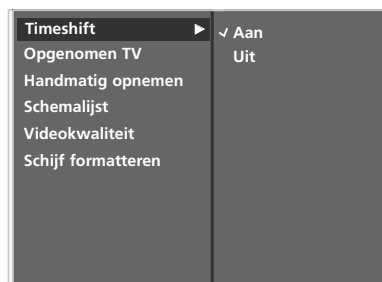 Timeshift
Opgenomen TV
Handmatig opnemen
Schemalijst
Videokwaliteit
Schijf formatteren
Aan
Uit